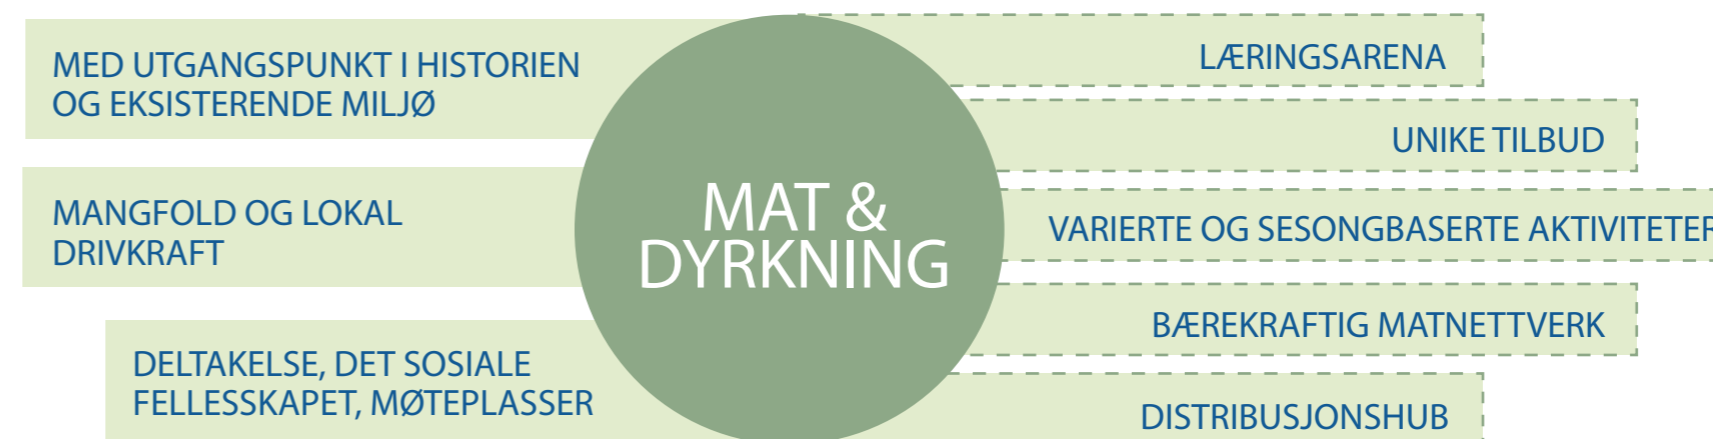 MED UTGANGSPUNKT I HISTORIEN
OG EKSISTERENDE MILJØ
MANGFOLD OG LOKAL
DRIVKRAFT
DELTAKELSE, DET SOSIALE
FELLESSKAPET, MØTEPLASSER
MAT &
DYRKNING
LÆRINGSARENA
UNIKE TILBUD
VARIERTE OG SESONGBASERTE AKTIVITETER
BÆREKRAFTIG MATNETTVERK
DISTRIBUSJONSHUB